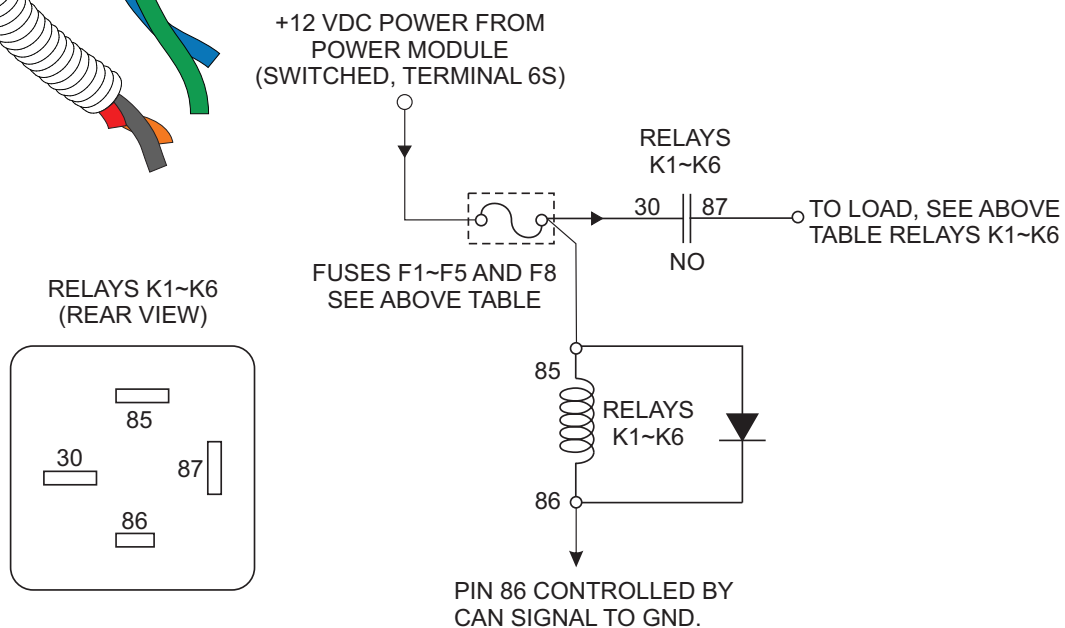 +12 VDC POWER FROM
POWER MODULE
(SWITCHED, TERMINAL 6S)
RELAYS
K1~K6
30
87
NO
TO LOAD, SEE ABOVE
TABLE RELAYS K1~K6
FUSES F1~F5 AND F8
SEE ABOVE TABLE
RELAYS K1~K6
(REAR VIEW)
85
30
87
86
85
RELAYS
K1~K6
86
PIN 86 CONTROLLED BY
CAN SIGNAL TO GND.